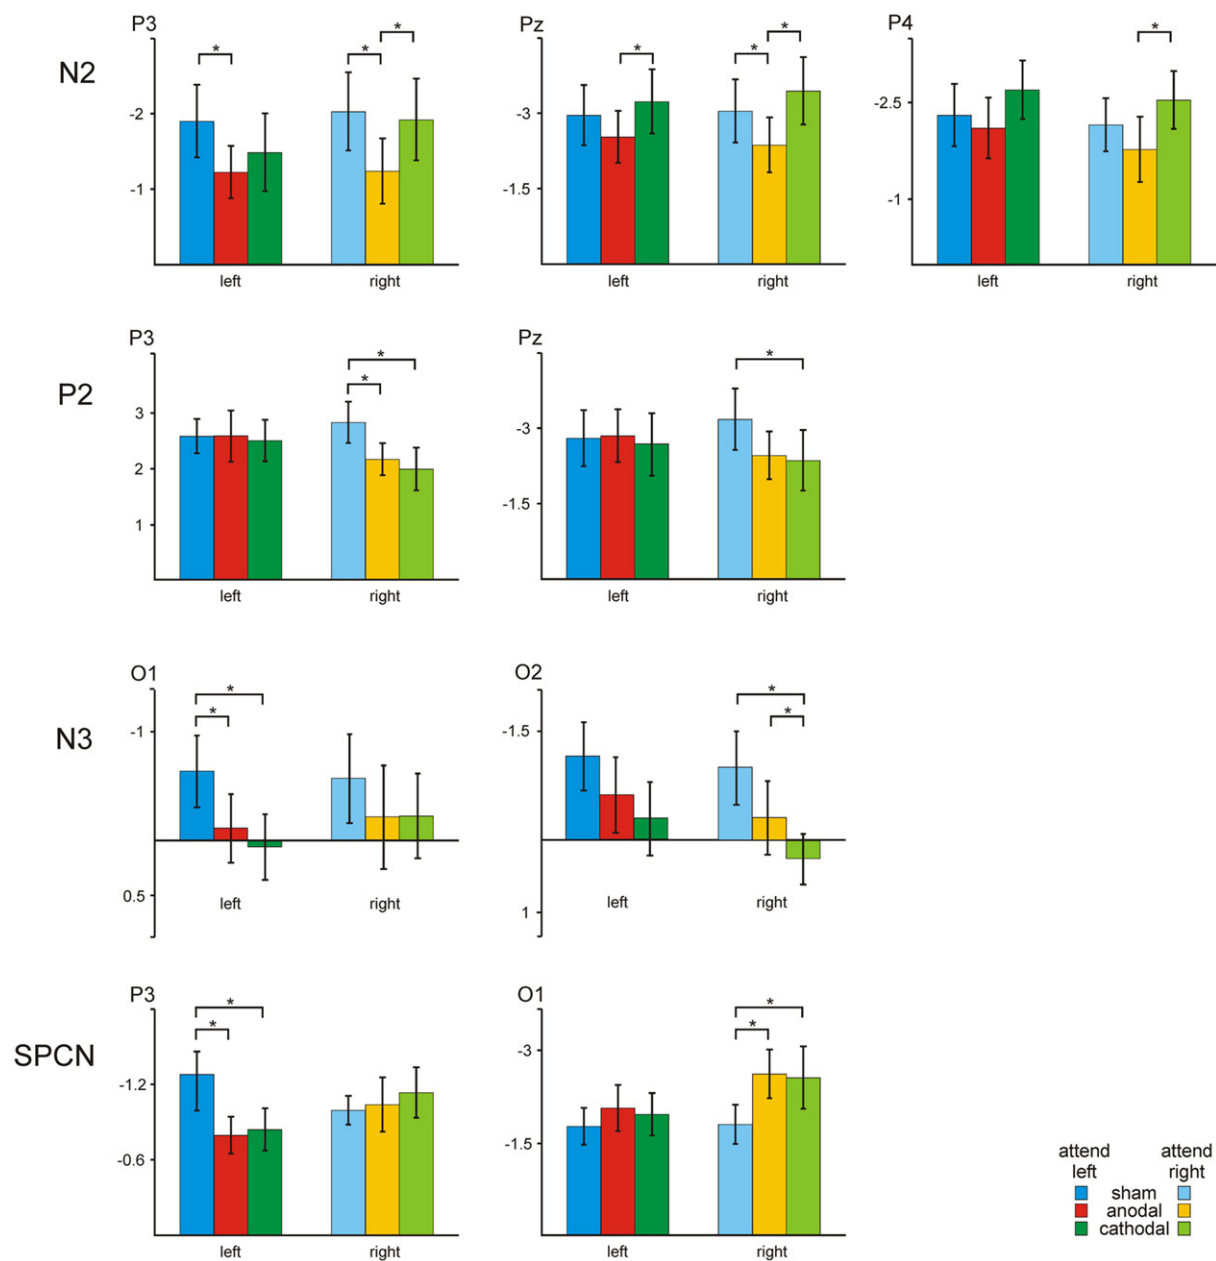 P3
Pz
P4
N2
*
*
*
*
*
*
*
-2
-1
-3
-1.5
-2.5
-1
left
right
left
right
left
right
P3
Pz
P2
*
*
*
3
2
1
-3
-1.5
left
right
left
right
O1
O2
N3
*
*
*
*
-1
0.5
-1.5
1
left
right
left
right
P3
O1
SPCN
*
*
*
*
-1.2
-0.6
-3
-1.5
left
right
left
right
attend left
attend right
sham
anodal
cathodal